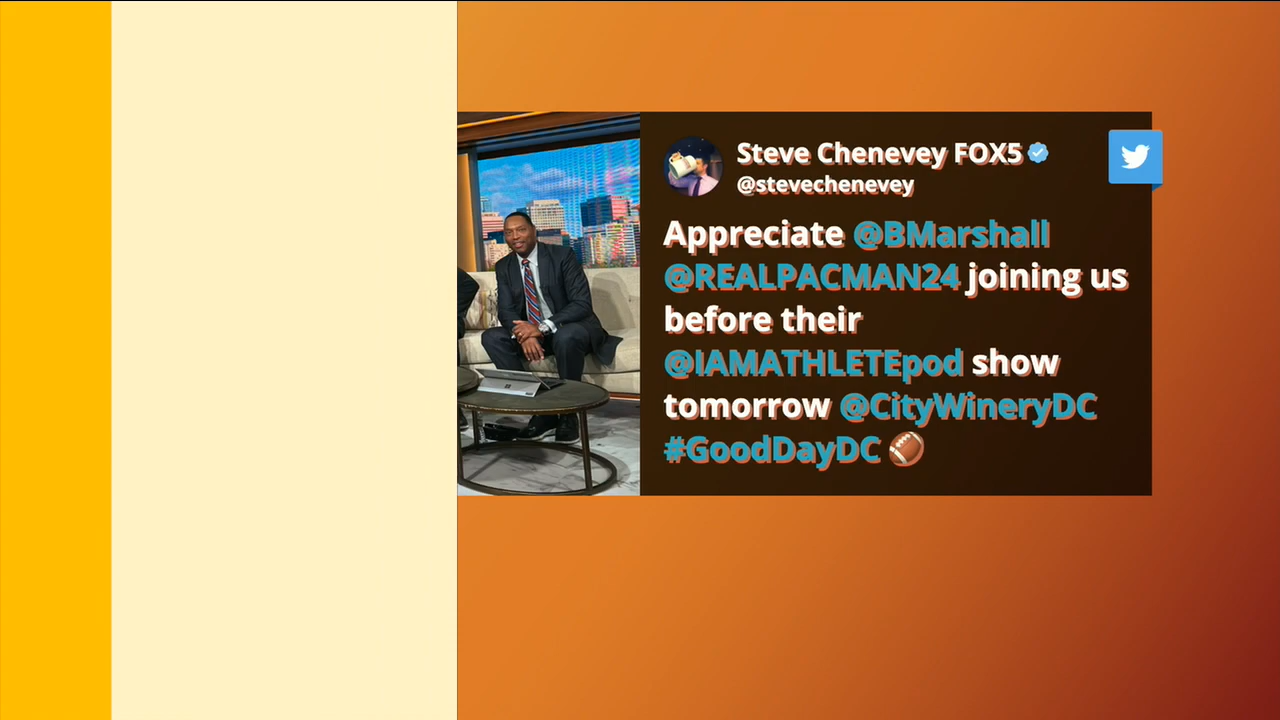 Steve Chenevey FOX5
@stevechenevey
Appreciate @BMarshall
@REALPACMAN24 joining us
before their
@IAMATHLETEpod show
tomorrow @CityWineryDC
#GoodDayDC 🏈